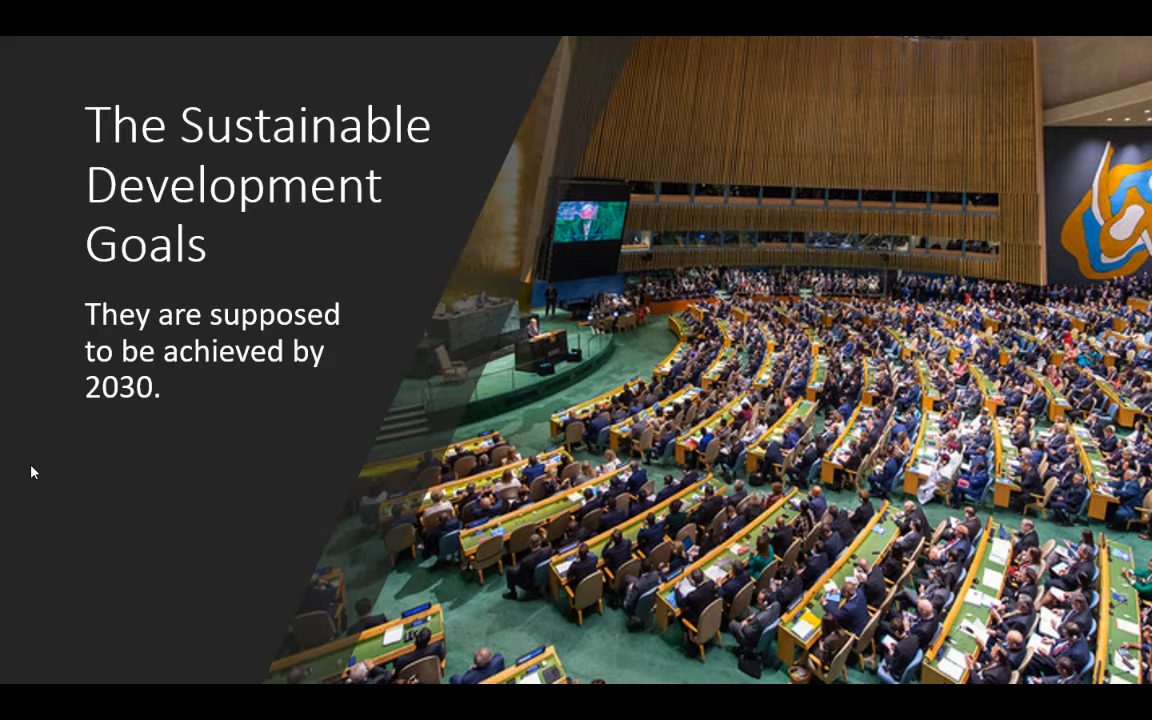 The Sustainable
Development
Goals
They are supposed
to be achieved by
2030.